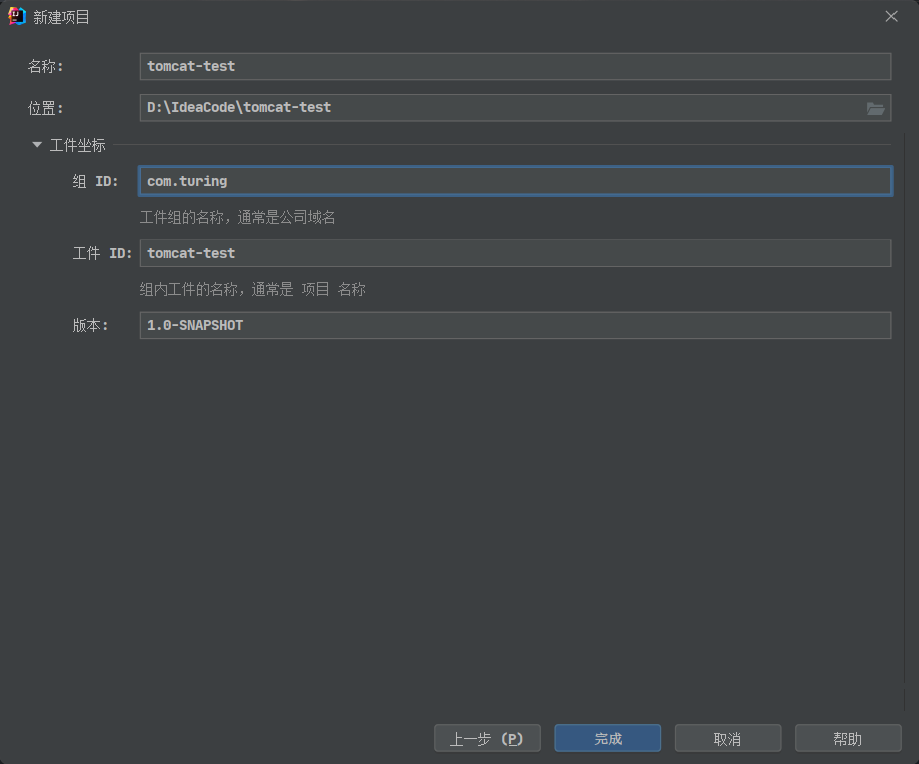 新建项目
名称: tomcat-test
位置: D:\IdeaCode\tomcat-test
工件坐标
组 ID: com.turing
工件组的名称，通常是公司域名
工件 ID: tomcat-test
组内工件的名称，通常是 项目 名称
版本: 1.0-SNAPSHOT
上一步 (P) 完成 取消 帮助